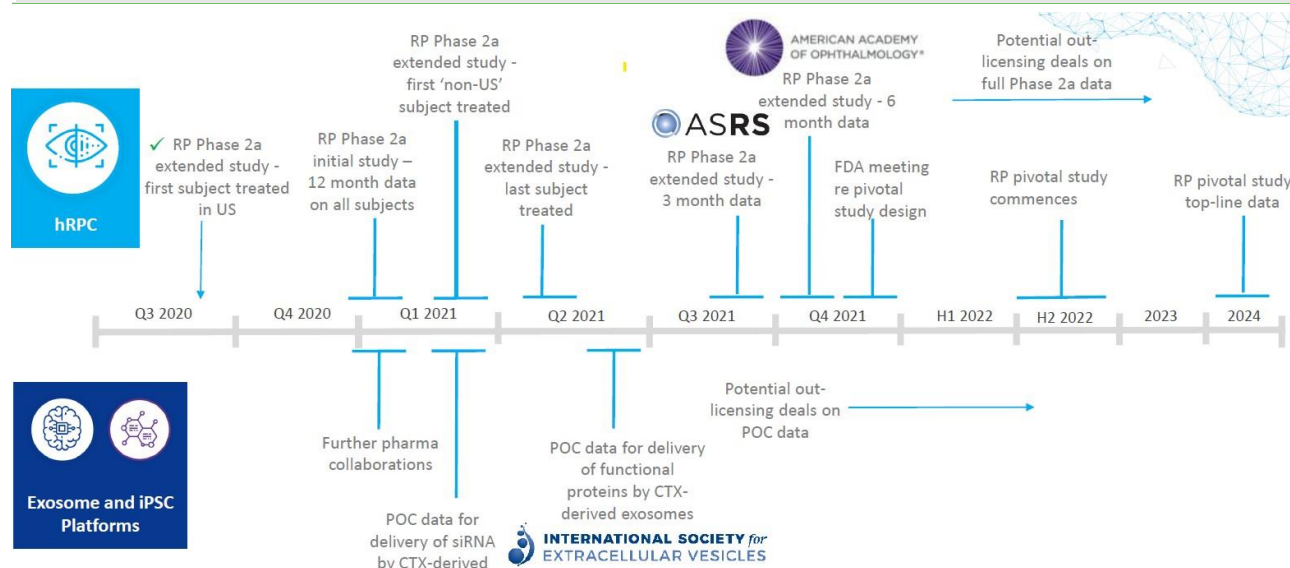 RP Phase 2a
extended study -
first ‘non-US’
subject treated
AMERICAN ACADEMY
OF OPHTHALMOLOGY®
Potential out-
licensing deals on
full Phase 2a data
hRPC
✓ RP Phase 2a
extended study -
first subject treated
in US
RP Phase 2a
initial study –
12 month data
on all subjects
RP Phase 2a
extended study -
last subject
treated
ASRS
RP Phase 2a
extended study -
3 month data
RP Phase 2a
extended study - 6
month data
FDA meeting
re pivotal
study design
RP pivotal study
commences
RP pivotal study
top-line data
Q3 2020
Q4 2020
Q1 2021
Q2 2021
Q3 2021
Q4 2021
H1 2022
H2 2022
2023
2024
Exosome and iPSC
Platforms
Further pharma
collaborations
POC data for
delivery of siRNA
by CTX-derived
POC data for delivery
of functional
proteins by CTX-
derived exosomes
Potential out-
licensing deals on
POC data
INTERNATIONAL SOCIETY for
EXTRACELLULAR VESICLES